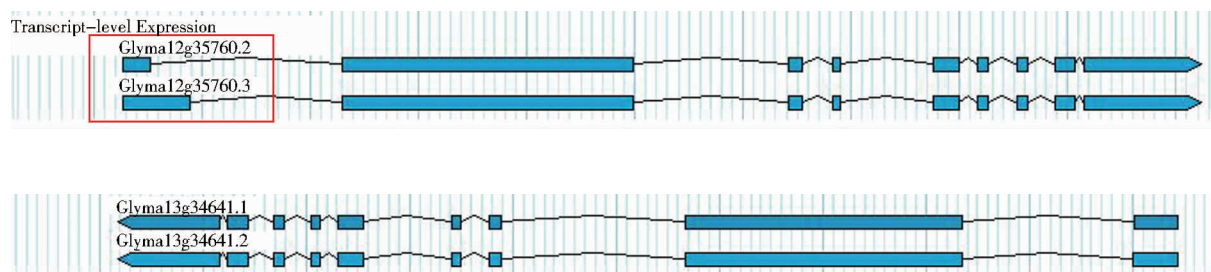 Transcript-level Expression
Glyma12g35760.2
Glyma12g35760.3
Glyma13g34641.1
Glyma13g34641.2